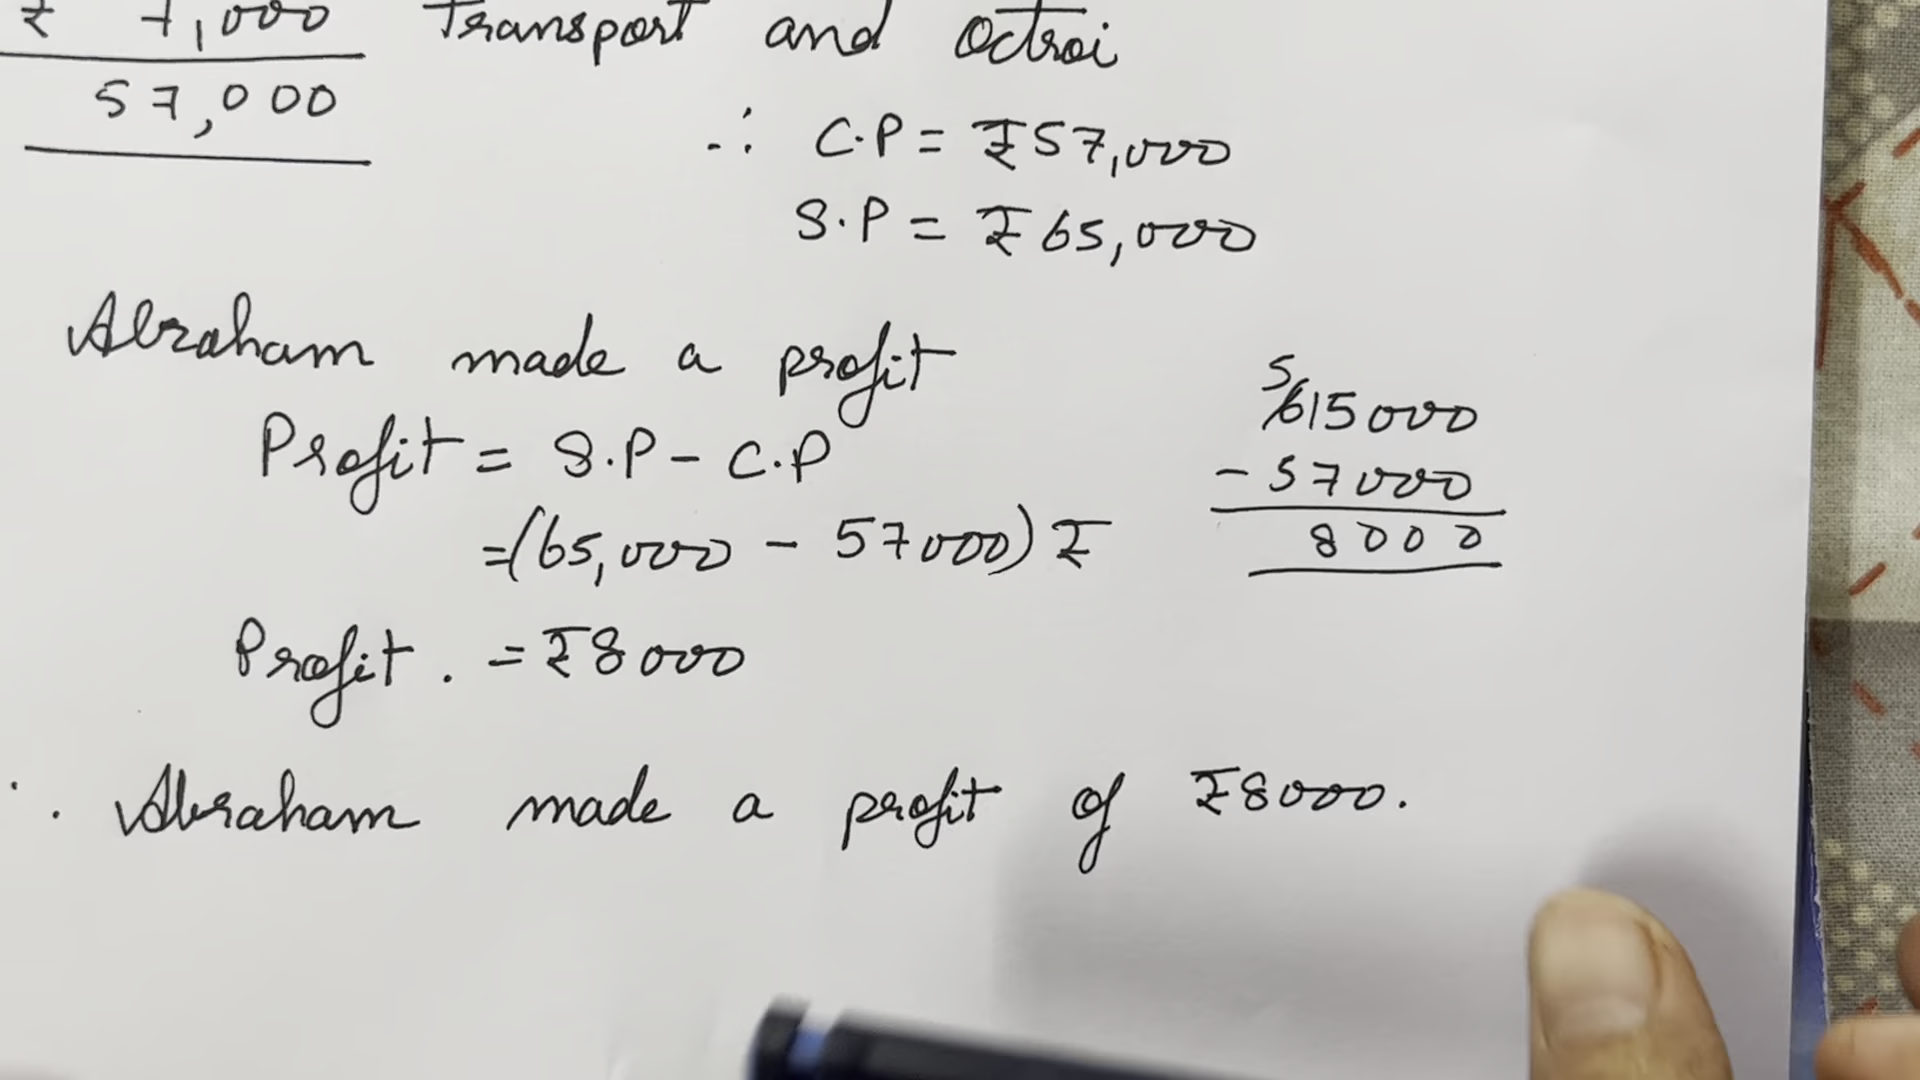 ₹ 7,000 Transport and Octroi
57,000
∴ C.P = ₹57,000
S.P = ₹65,000
Abraham made a profit
Profit = S.P - C.P
=(65,000 - 57000) ₹
Profit. = ₹8000
5
615000
- 57000
8000
∴ Abraham made a profit of ₹8000.